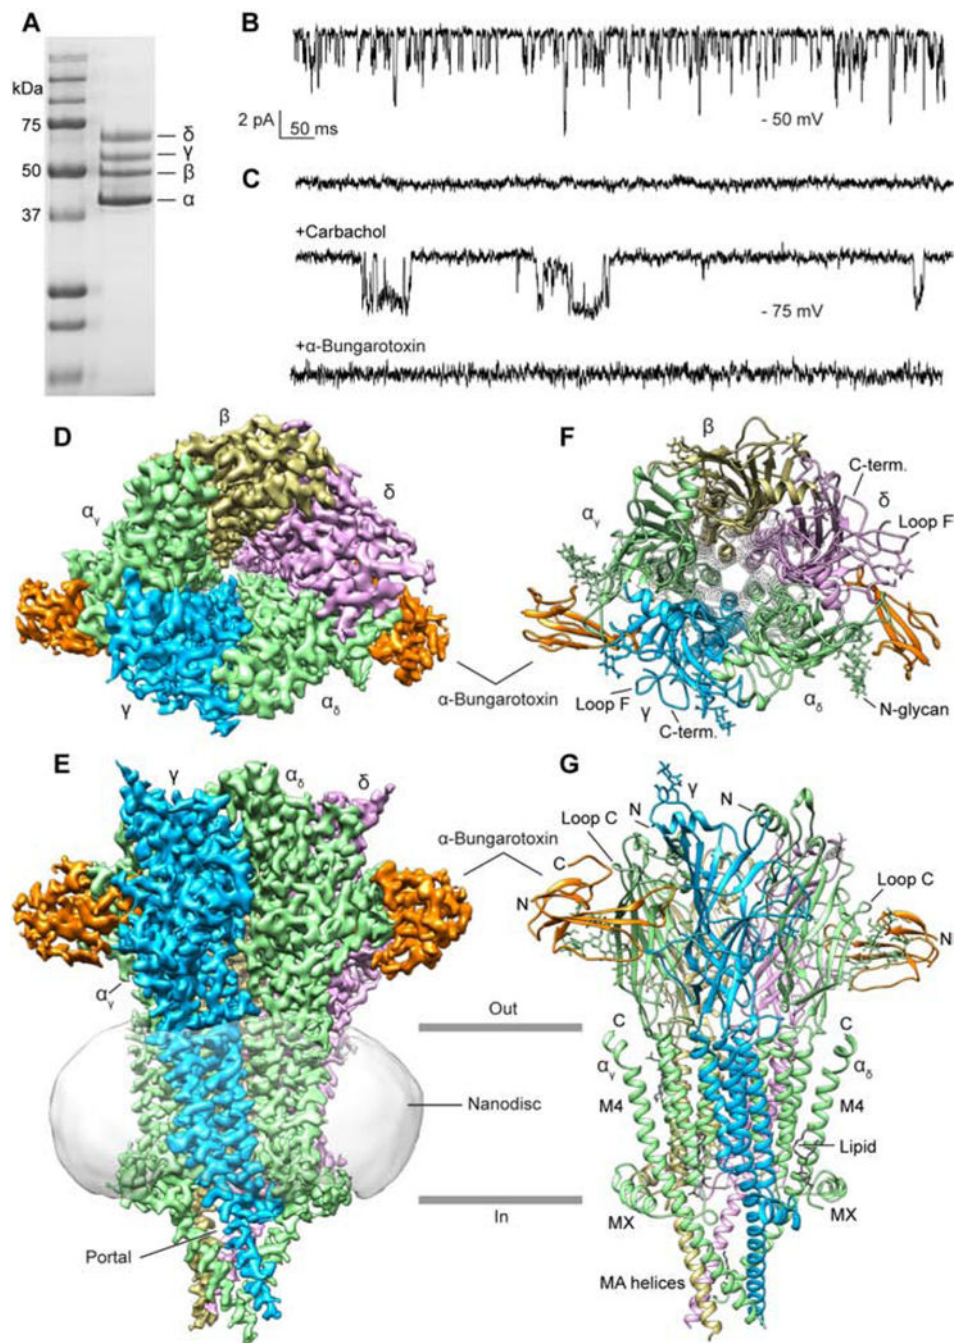 A
kDa
75
50
37
δ
γ
β
α
B
2 pA
50 ms
- 50 mV
C
+Carbachol
- 75 mV
+α-Bungarotoxin
D
β
αγ
δ
γ
αδ
α-Bungarotoxin
F
β
C-term.
δ
αγ
Loop F
Loop F
γ
C-term.
αδ
N-glycan
E
γ
αδ
δ
α-Bungarotoxin
αγ
Out
Nanodisc
In
Portal
G
N
γ
N
Loop C
C
N
Loop C
N
C
αγ
M4
C
αδ
M4
Lipid
MX
MX
MA helices